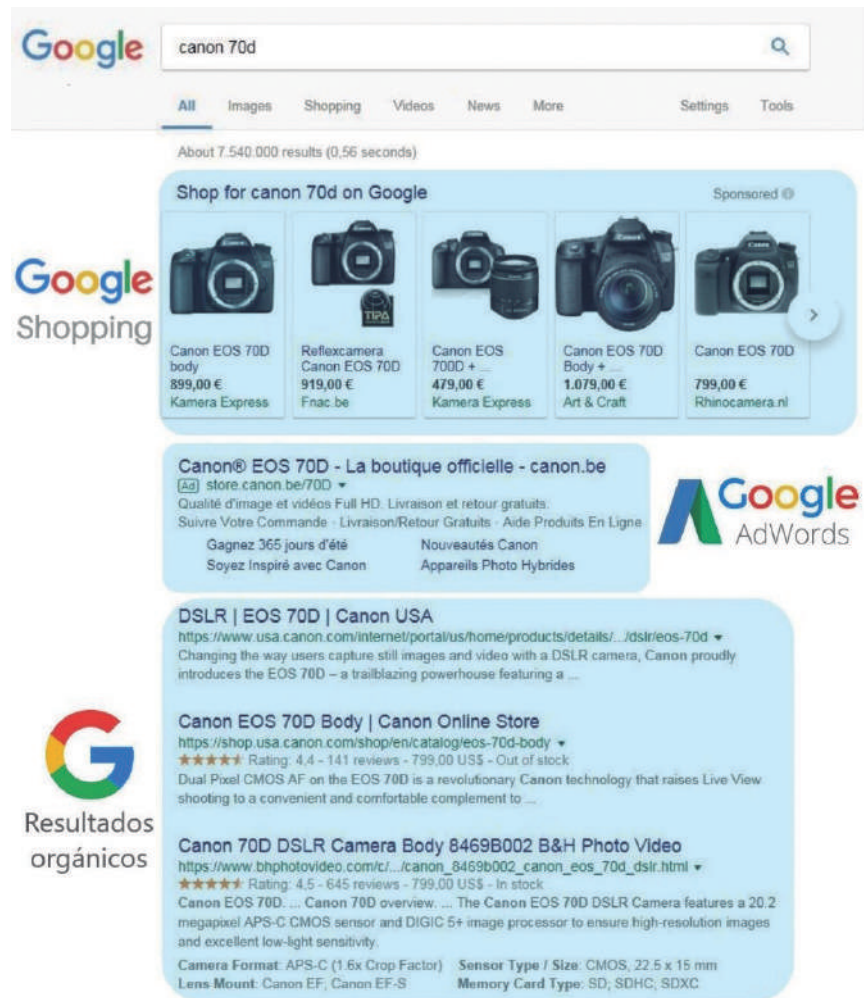 Google
canon 70d
All Images Shopping Videos News More Settings Tools
About 7.540.000 results (0,56 seconds)
Shop for canon 70d on Google Sponsored
Google
Shopping
Canon
Canon
TIPA
Canon
Canon
Canon EOS 70D
body
899,00 €
Kamera Express
Reflexcamera
Canon EOS 70D
919,00 €
Fnac.be
Canon EOS
700D + ...
479,00 €
Kamera Express
Canon EOS 70D
Body + ...
1.079,00 €
Art & Craft
Canon EOS 70D
799,00 €
Rhinocamera.nl
Canon® EOS 70D - La boutique officielle - canon.be
Ad store.canon.be/70D
Qualité d'image et vidéos Full HD. Livraison et retour gratuits.
Suivre Votre Commande · Livraison/Retour Gratuits · Aide Produits En Ligne
Gagnez 365 jours d'été Nouveautés Canon
Soyez Inspiré avec Canon Appareils Photo Hybrides
Google
AdWords
DSLR | EOS 70D | Canon USA
https://www.usa.canon.com/internet/portal/us/home/products/details/.../dslr/eos-70d
Changing the way users capture still images and video with a DSLR camera, Canon proudly
introduces the EOS 70D – a trailblazing powerhouse featuring a ...
Canon EOS 70D Body | Canon Online Store
https://shop.usa.canon.com/shop/en/catalog/eos-70d-body
Rating: 4,4 - 141 reviews - 799,00 US$ - Out of stock
Dual Pixel CMOS AF on the EOS 70D is a revolutionary Canon technology that raises Live View
shooting to a convenient and comfortable complement to ...
G
Resultados
orgánicos
Canon 70D DSLR Camera Body 8469B002 B&H Photo Video
https://www.bhphotovideo.com/c/.../canon_8469b002_canon_eos_70d_dslr.html
Rating: 4,5 - 645 reviews - 799,00 US$ - In stock
Canon EOS 70D. ... Canon 70D overview. ... The Canon EOS 70D DSLR Camera features a 20.2
megapixel APS-C CMOS sensor and DIGIC 5+ image processor to ensure high-resolution images
and excellent low-light sensitivity.
Camera Format: APS-C (1.6x Crop Factor) Sensor Type / Size: CMOS, 22.5 x 15 mm
Lens Mount: Canon EF; Canon EF-S Memory Card Type: SD; SDHC; SDXC